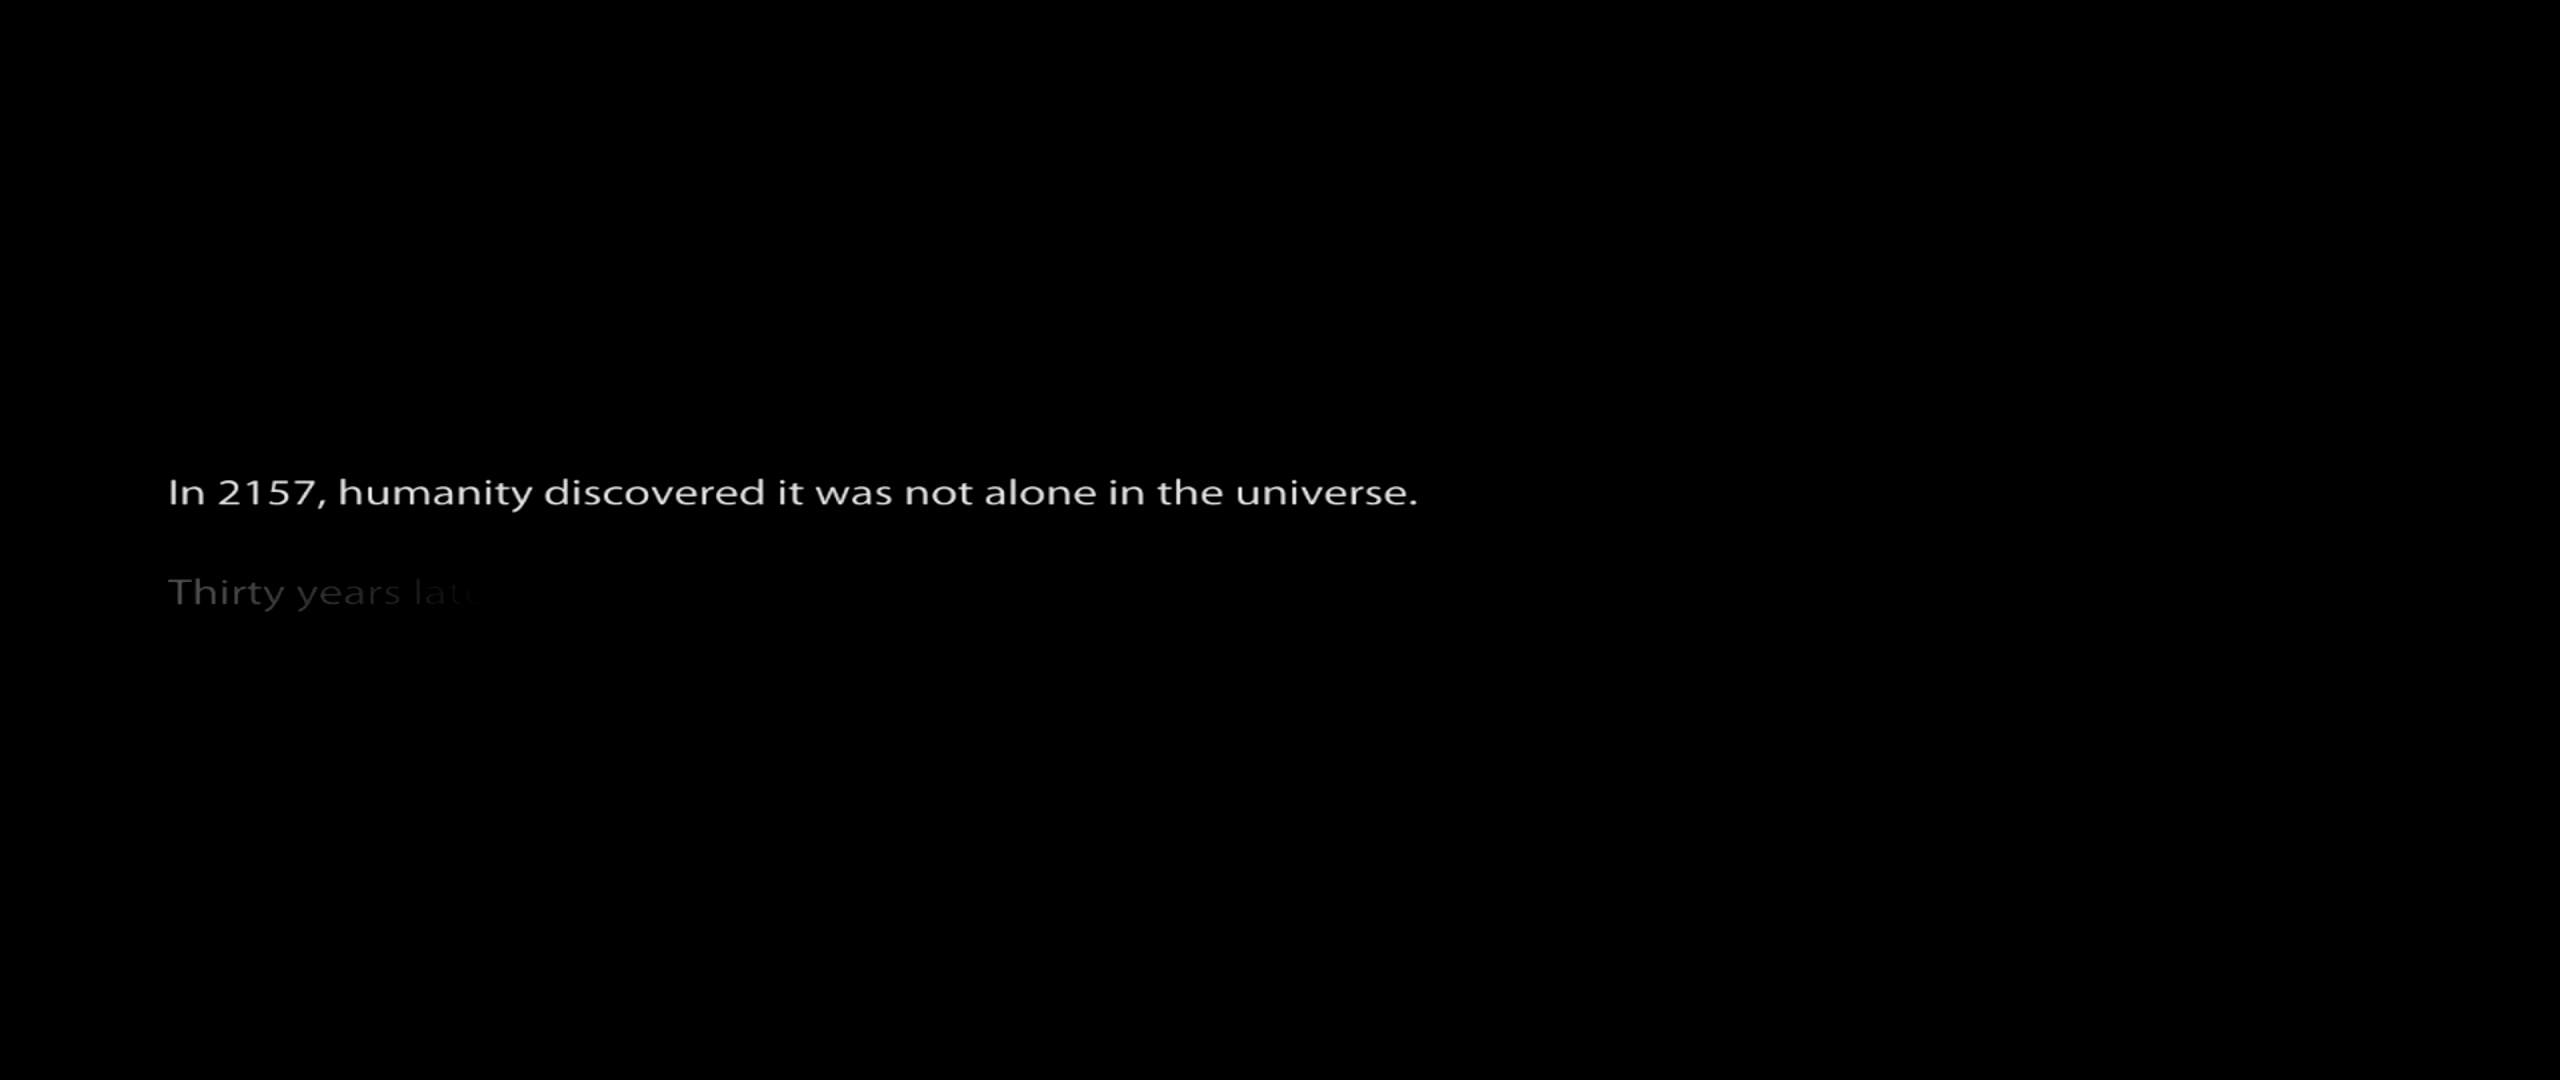 In 2157, humanity discovered it was not alone in the universe.
Thirty years